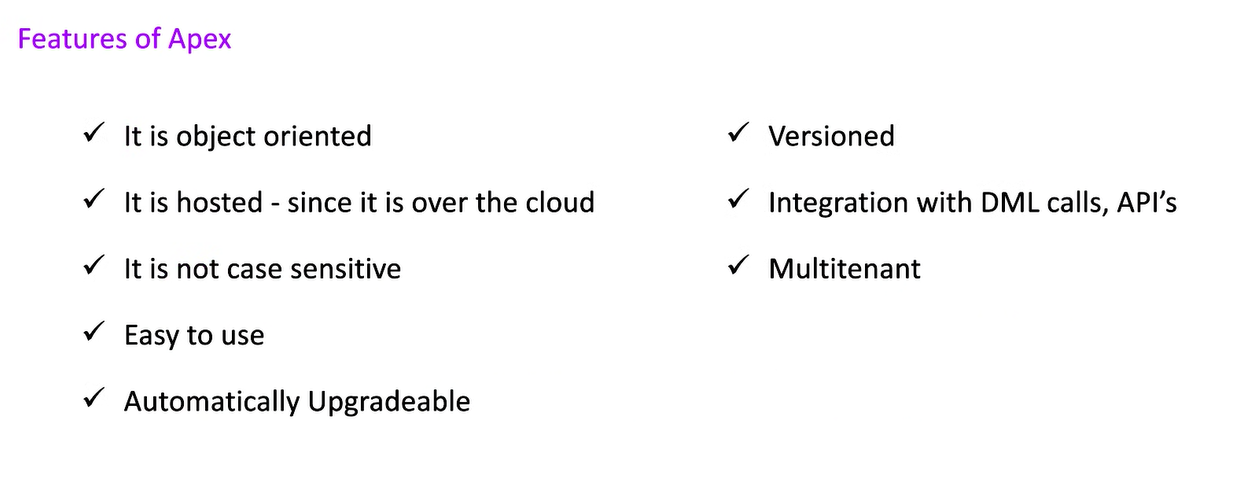 Features of Apex
✓ It is object oriented
✓ It is hosted - since it is over the cloud
✓ It is not case sensitive
✓ Easy to use
✓ Automatically Upgradeable
✓ Versioned
✓ Integration with DML calls, API’s
✓ Multitenant